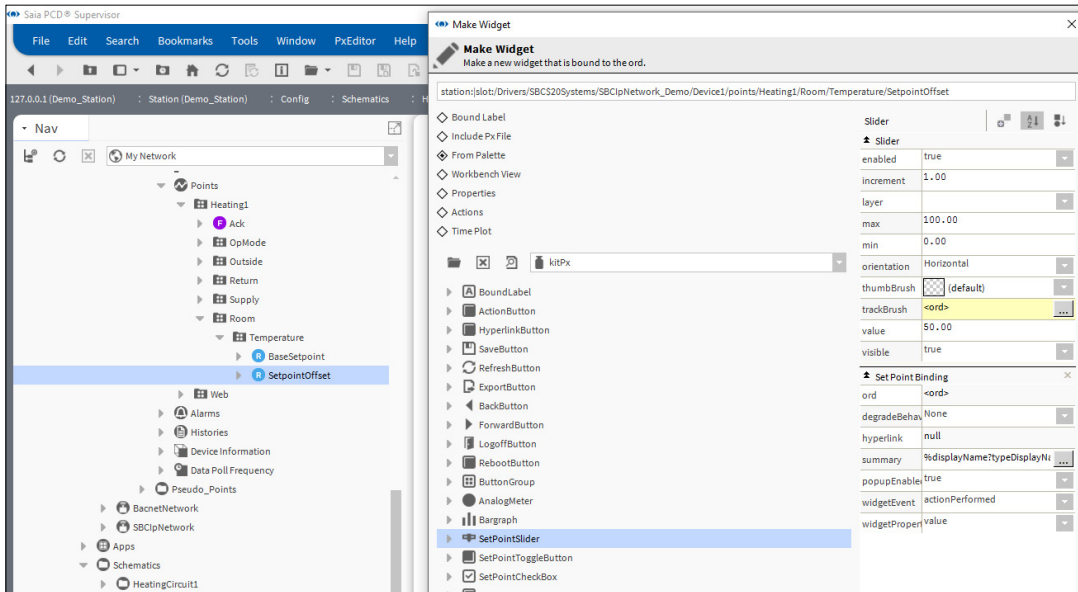 Saia PCD® Supervisor
File Edit Search Bookmarks Tools Window PxEditor Help
127.0.0.1 (Demo_Station) : Station (Demo_Station) : Config : Schematics : H
Nav
My Network
Points
Heating1
F Ack
OpMode
Outside
Return
Supply
Room
Temperature
R BaseSetpoint
R SetpointOffset
Web
Alarms
Histories
Device Information
Data Poll Frequency
Pseudo_Points
BacnetNetwork
SBCIpNetwork
Apps
Schematics
HeatingCircuit1
Make Widget
Make Widget
Make a new widget that is bound to the ord.
station:|slot:/Drivers/SBCS20Systems/SBCIpNetwork_Demo/Device1/points/Heating1/Room/Temperature/SetpointOffset
Bound Label
Include Px File
From Palette
Workbench View
Properties
Actions
Time Plot
kitPx
A BoundLabel
ActionButton
HyperlinkButton
SaveButton
RefreshButton
ExportButton
BackButton
ForwardButton
LogoffButton
RebootButton
ButtonGroup
AnalogMeter
Bargraph
SetPointSlider
SetPointToggleButton
SetPointCheckBox
Slider
Slider
enabled true
increment 1.00
layer
max 100.00
min 0.00
orientation Horizontal
thumbBrush (default)
trackBrush <ord> ...
value 50.00
visible true
Set Point Binding
ord <ord>
degradeBehav None
hyperlink null
summary %displayName?typeDisplayNa ...
popupEnable true
widgetEvent actionPerformed
widgetPropert value